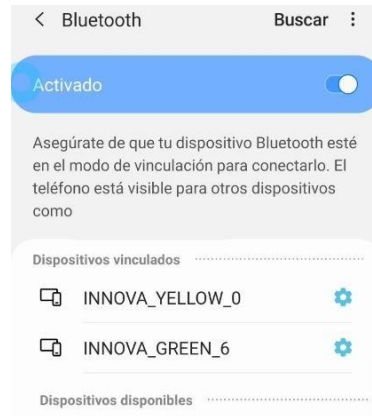 Bluetooth Buscar
Activado
Asegúrate de que tu dispositivo Bluetooth esté
en el modo de vinculación para conectarlo. El
teléfono está visible para otros dispositivos
como
Dispositivos vinculados
INNOVA_YELLOW_0
INNOVA_GREEN_6
Dispositivos disponibles